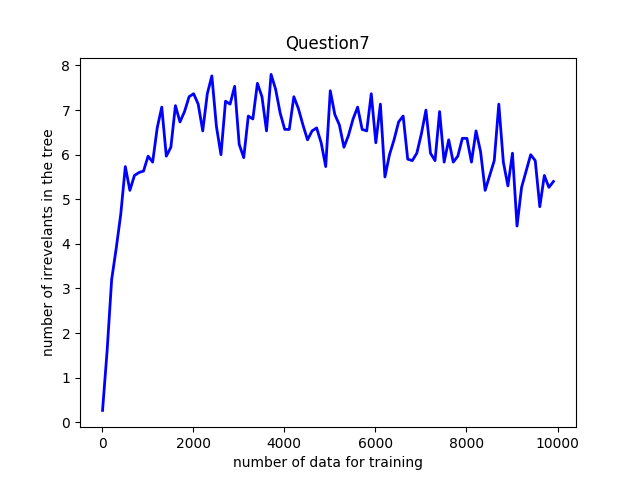 Question7
8
7
6
5
4
3
2
1
0
number of irrevelants in the tree
0 2000 4000 6000 8000 10000
number of data for training